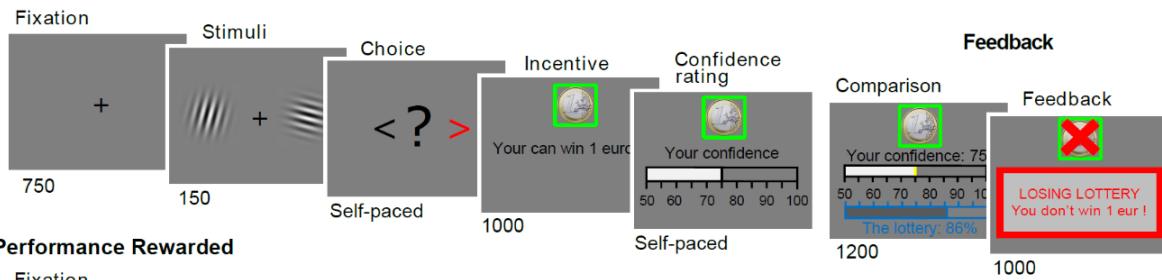 Fixation
+
750
Stimuli
+
150
Choice
< ? >
Self-paced
Incentive
Your can win 1 euro
1000
Confidence
rating
Your confidence
50 60 70 80 90 100
Self-paced
Feedback
Comparison
Your confidence: 75
50 60 70 80 90 10
The lottery: 86%
1200
Feedback
LOSING LOTTERY
You don't win 1 eur !
1000
Performance Rewarded
Fixation